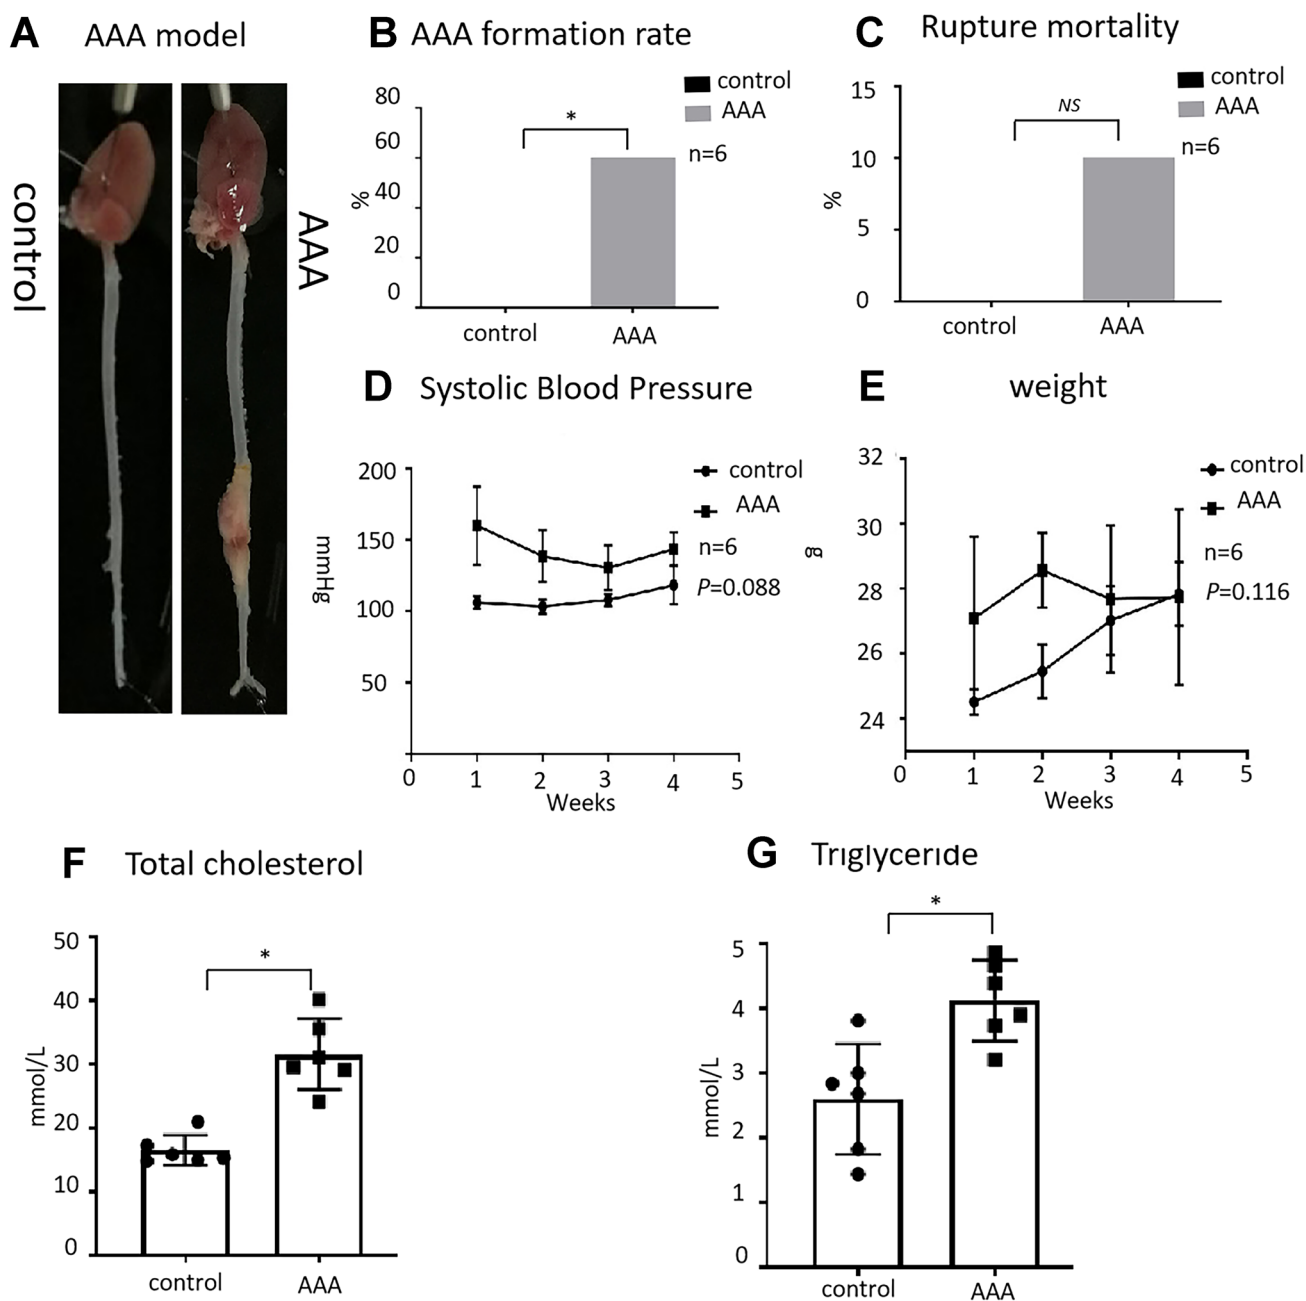 A
AAA model
control
AAA
B
AAA formation rate
control
AAA
n=6
*
80
60
40
20
0
%
control
AAA
C
Rupture mortality
control
AAA
n=6
NS
15
10
5
0
%
control
AAA
D
Systolic Blood Pressure
control
AAA
n=6
P=0.088
200
150
100
50
mmHg
0 1 2 3 4 5
Weeks
E
weight
control
AAA
n=6
P=0.116
32
30
28
26
24
g
0 1 2 3 4 5
Weeks
F
Total cholesterol
*
50
40
30
20
10
0
mmol/L
control
AAA
G
Triglyceride
*
5
4
3
2
1
0
mmol/L
control
AAA